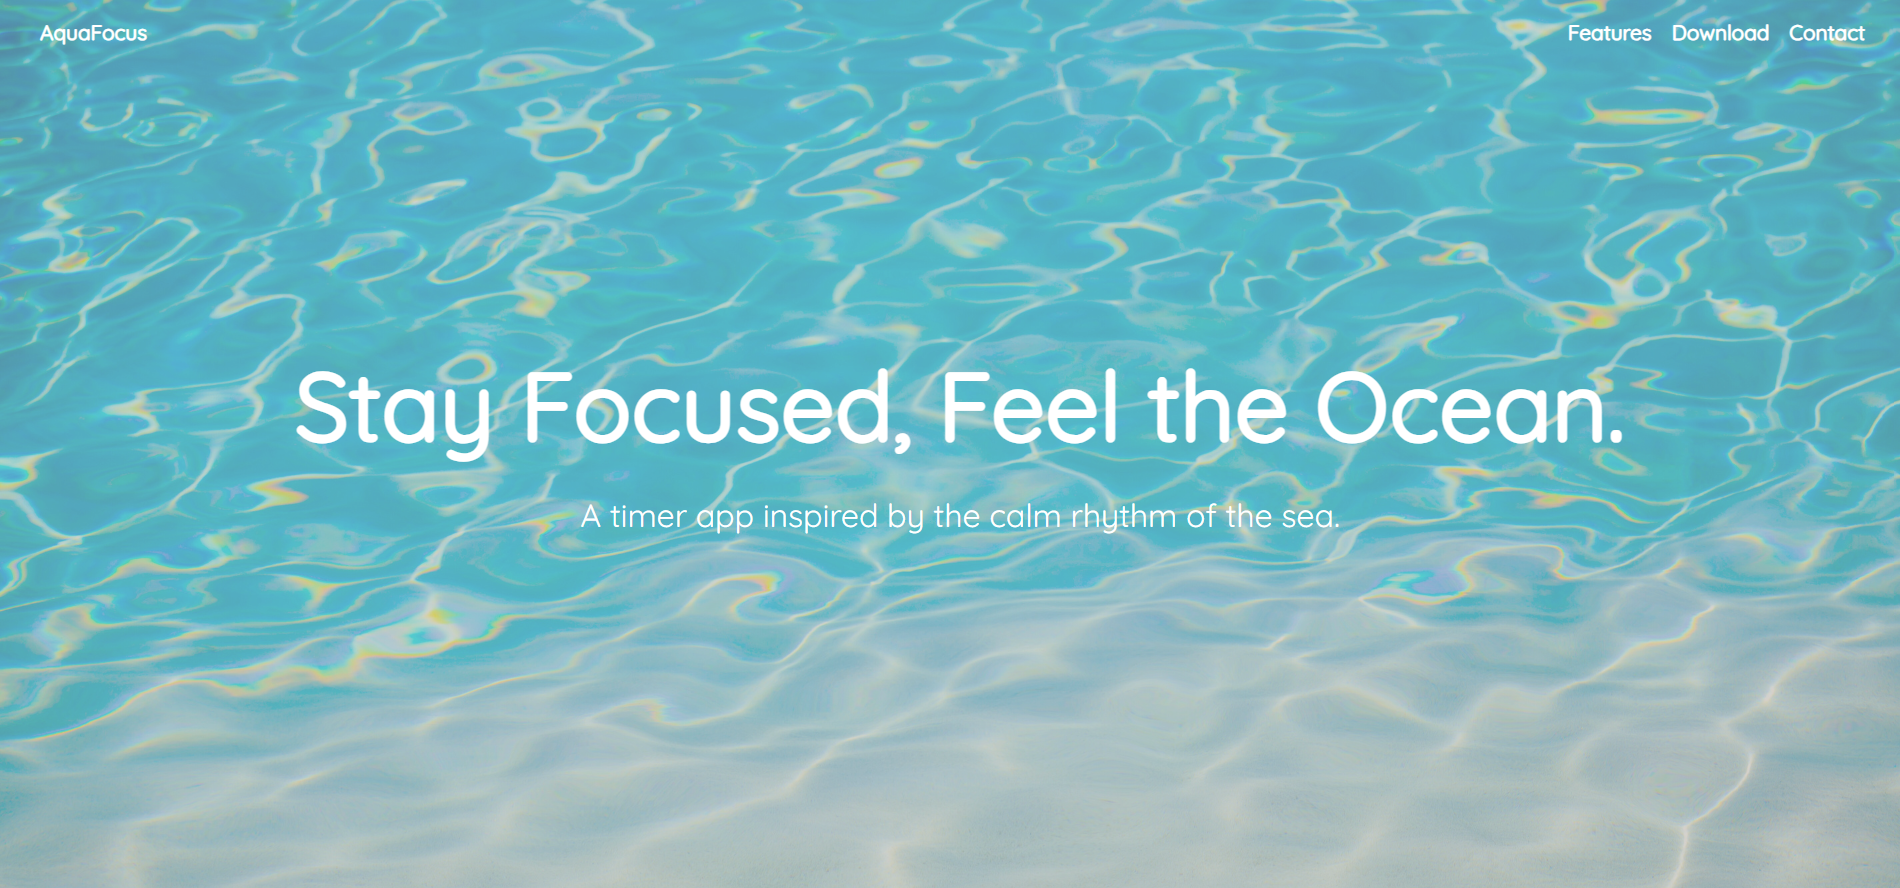 AquaFocus
Features Download Contact
Stay Focused, Feel the Ocean.
A timer app inspired by the calm rhythm of the sea.